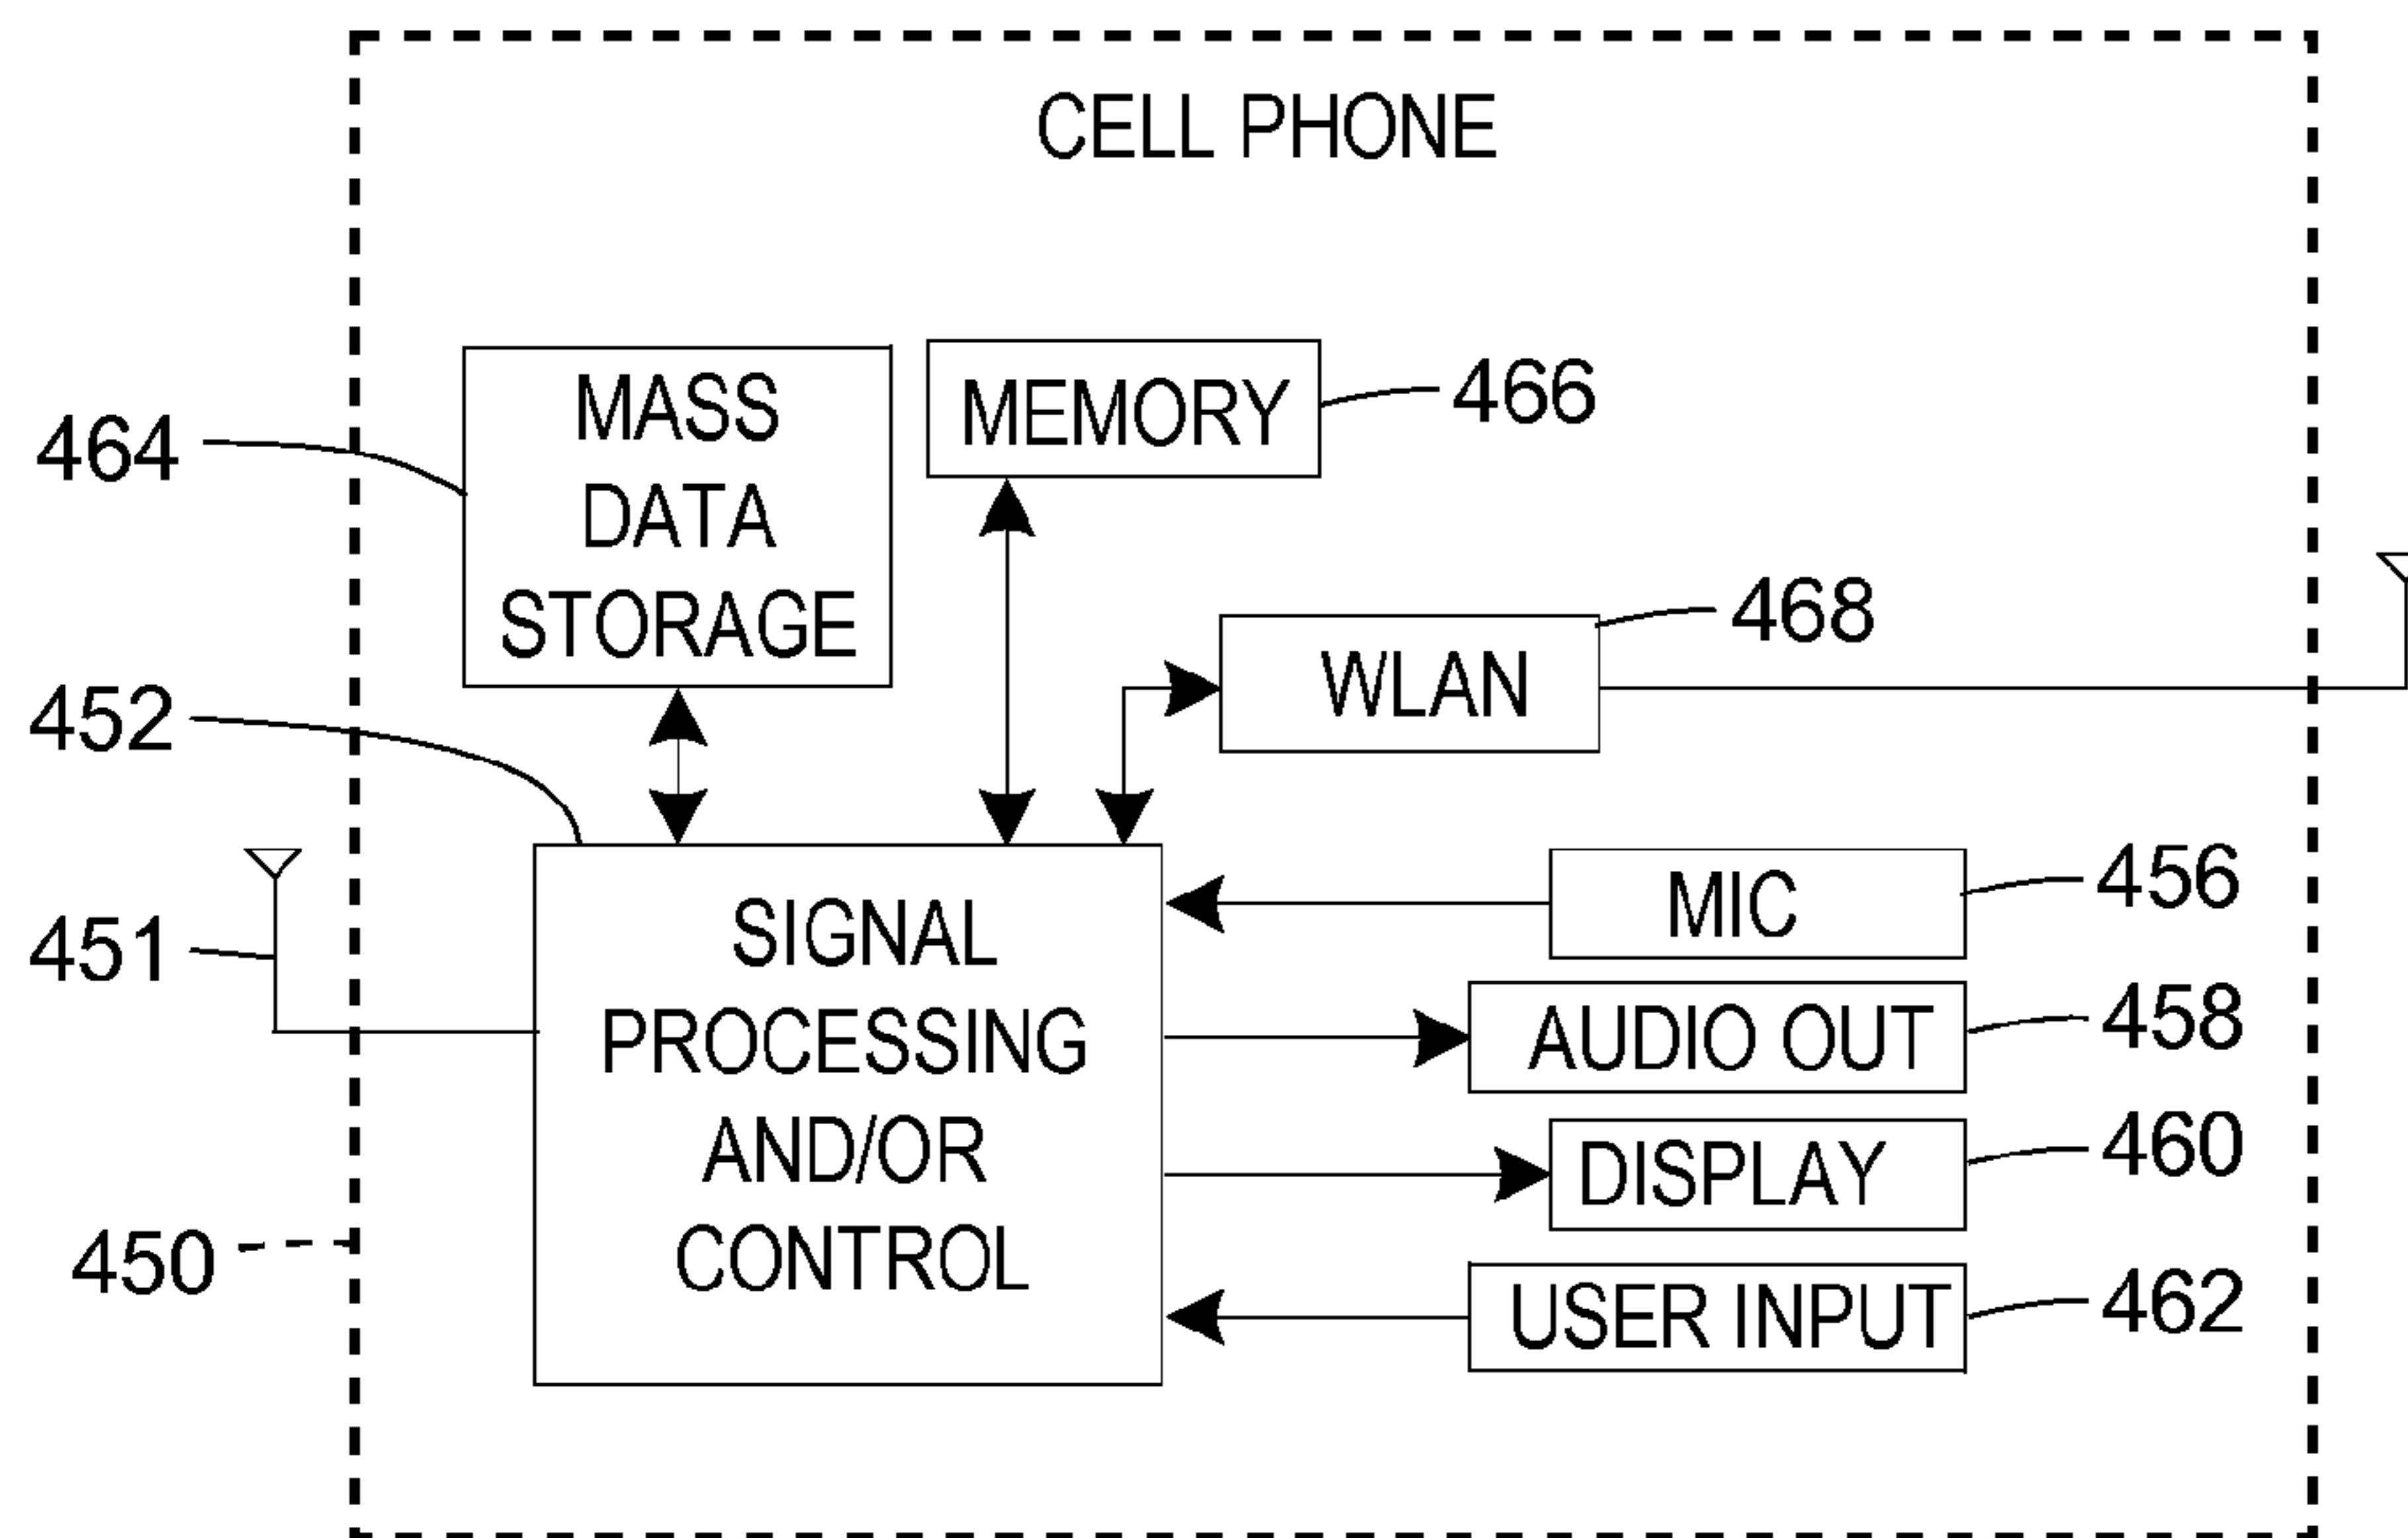 CELL PHONE
MASS
DATA
STORAGE
MEMORY
466
464
WLAN
468
452
451
450
SIGNAL
PROCESSING
AND/OR
CONTROL
MIC
456
AUDIO OUT
458
DISPLAY
460
USER INPUT
462